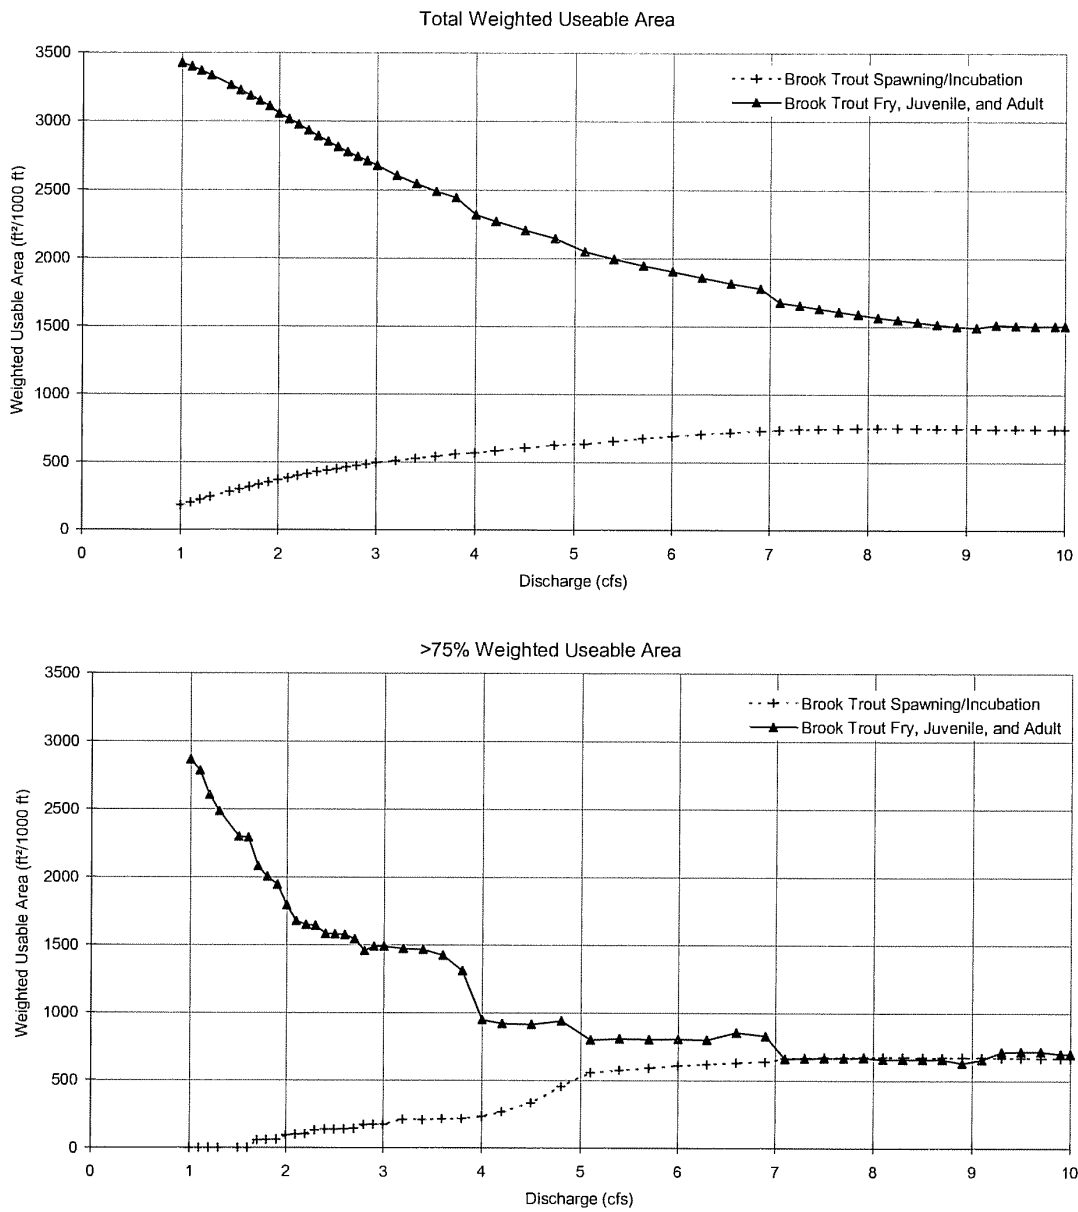 Total Weighted Useable Area
3500
3000
2500
2000
1500
1000
500
0
Weighted Usable Area (ft²/1000 ft)
Brook Trout Spawning/Incubation
Brook Trout Fry, Juvenile, and Adult
0 1 2 3 4 5 6 7 8 9 10
Discharge (cfs)
>75% Weighted Useable Area
3500
3000
2500
2000
1500
1000
500
0
Weighted Usable Area (ft²/1000 ft)
Brook Trout Spawning/Incubation
Brook Trout Fry, Juvenile, and Adult
0 1 2 3 4 5 6 7 8 9 10
Discharge (cfs)